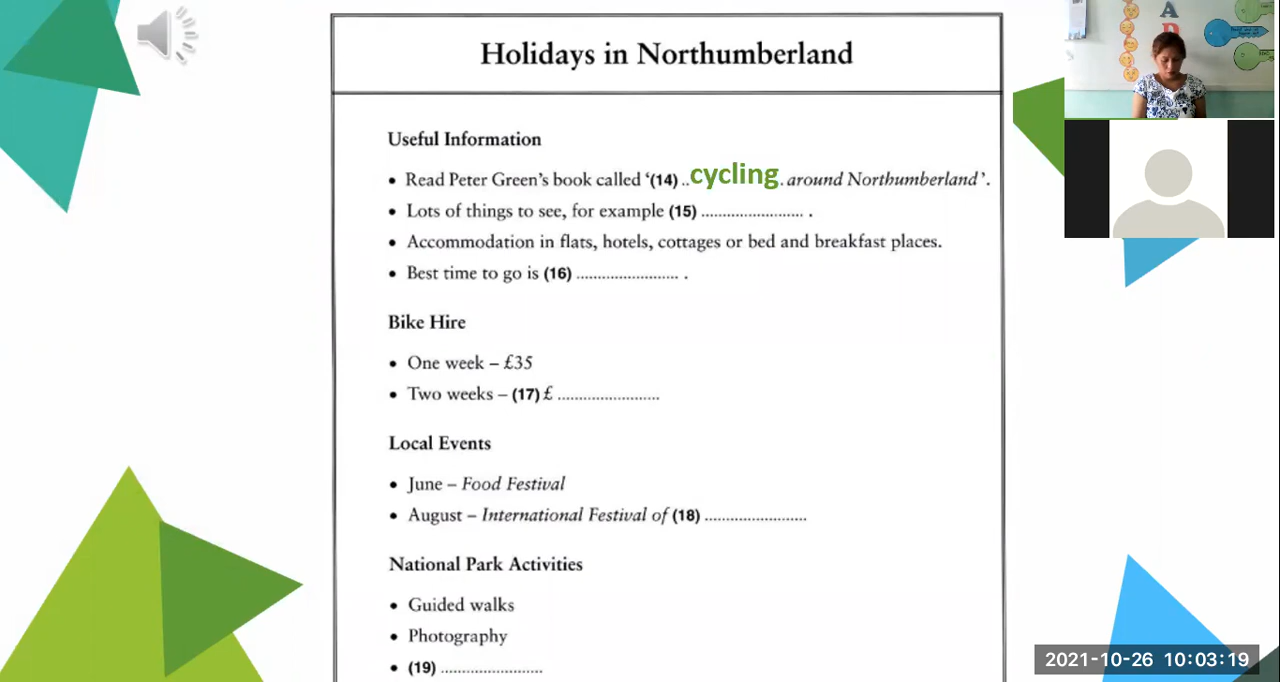 Holidays in Northumberland
Useful Information
• Read Peter Green's book called '(14) ..cycling. around Northumberland'.
• Lots of things to see, for example (15) ........................ .
• Accommodation in flats, hotels, cottages or bed and breakfast places.
• Best time to go is (16) ........................ .
Bike Hire
• One week – £35
• Two weeks – (17) £ ........................
Local Events
• June – Food Festival
• August – International Festival of (18) ........................
National Park Activities
• Guided walks
• Photography
• (19) ........................
2021-10-26 10:03:19